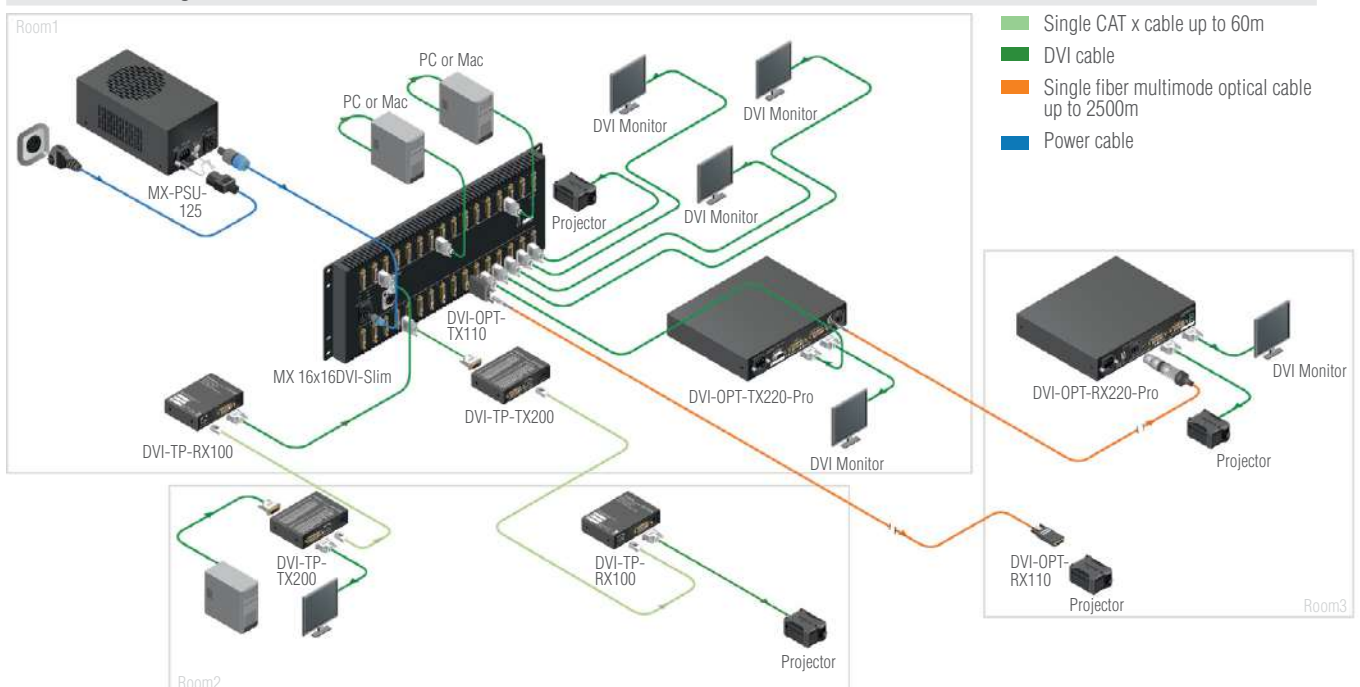 Room1
Single CAT x cable up to 60m
DVI cable
Single fiber multimode optical cable
up to 2500m
Power cable
PC or Mac
PC or Mac
DVI Monitor
DVI Monitor
MX-PSU-
125
Projector
DVI Monitor
DVI-OPT-
TX110
MX 16x16DVI-Slim
DVI-OPT-TX220-Pro
DVI-OPT-RX220-Pro
DVI Monitor
DVI-TP-TX200
DVI-TP-RX100
DVI Monitor
Projector
DVI-TP-
TX200
DVI-TP-
RX100
DVI-OPT-
RX110
Projector
Room3
Projector
Room2